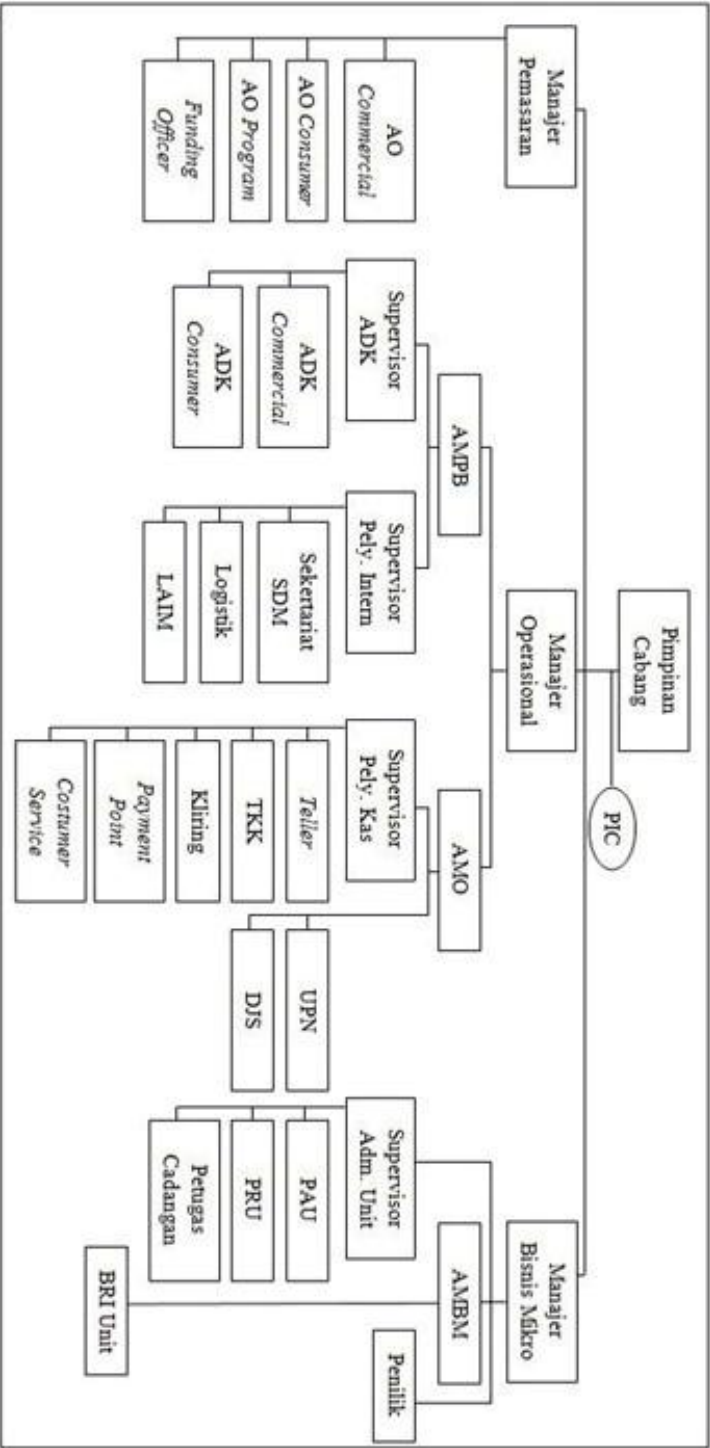 Pimpinan
Cabang
PIC
Manajer
Pemasaran
Manajer
Operasional
Manajer
Bisnis Mikro
AO
Commercial
AO Consumer
AO Program
Funding
Officer
AMPB
Supervisor
ADK
ADK
Commercial
ADK
Consumer
Supervisor
Pely. Intern
Sekertariat
SDM
Logistik
LAIM
AMO
Supervisor
Pely. Kas
Teller
TKK
Kliring
Payment
Point
Costumer
Service
UPN
DJS
Supervisor
Adm. Unit
PAU
PRU
Petugas
Cadangan
AMBM
BRI Unit
Penilik